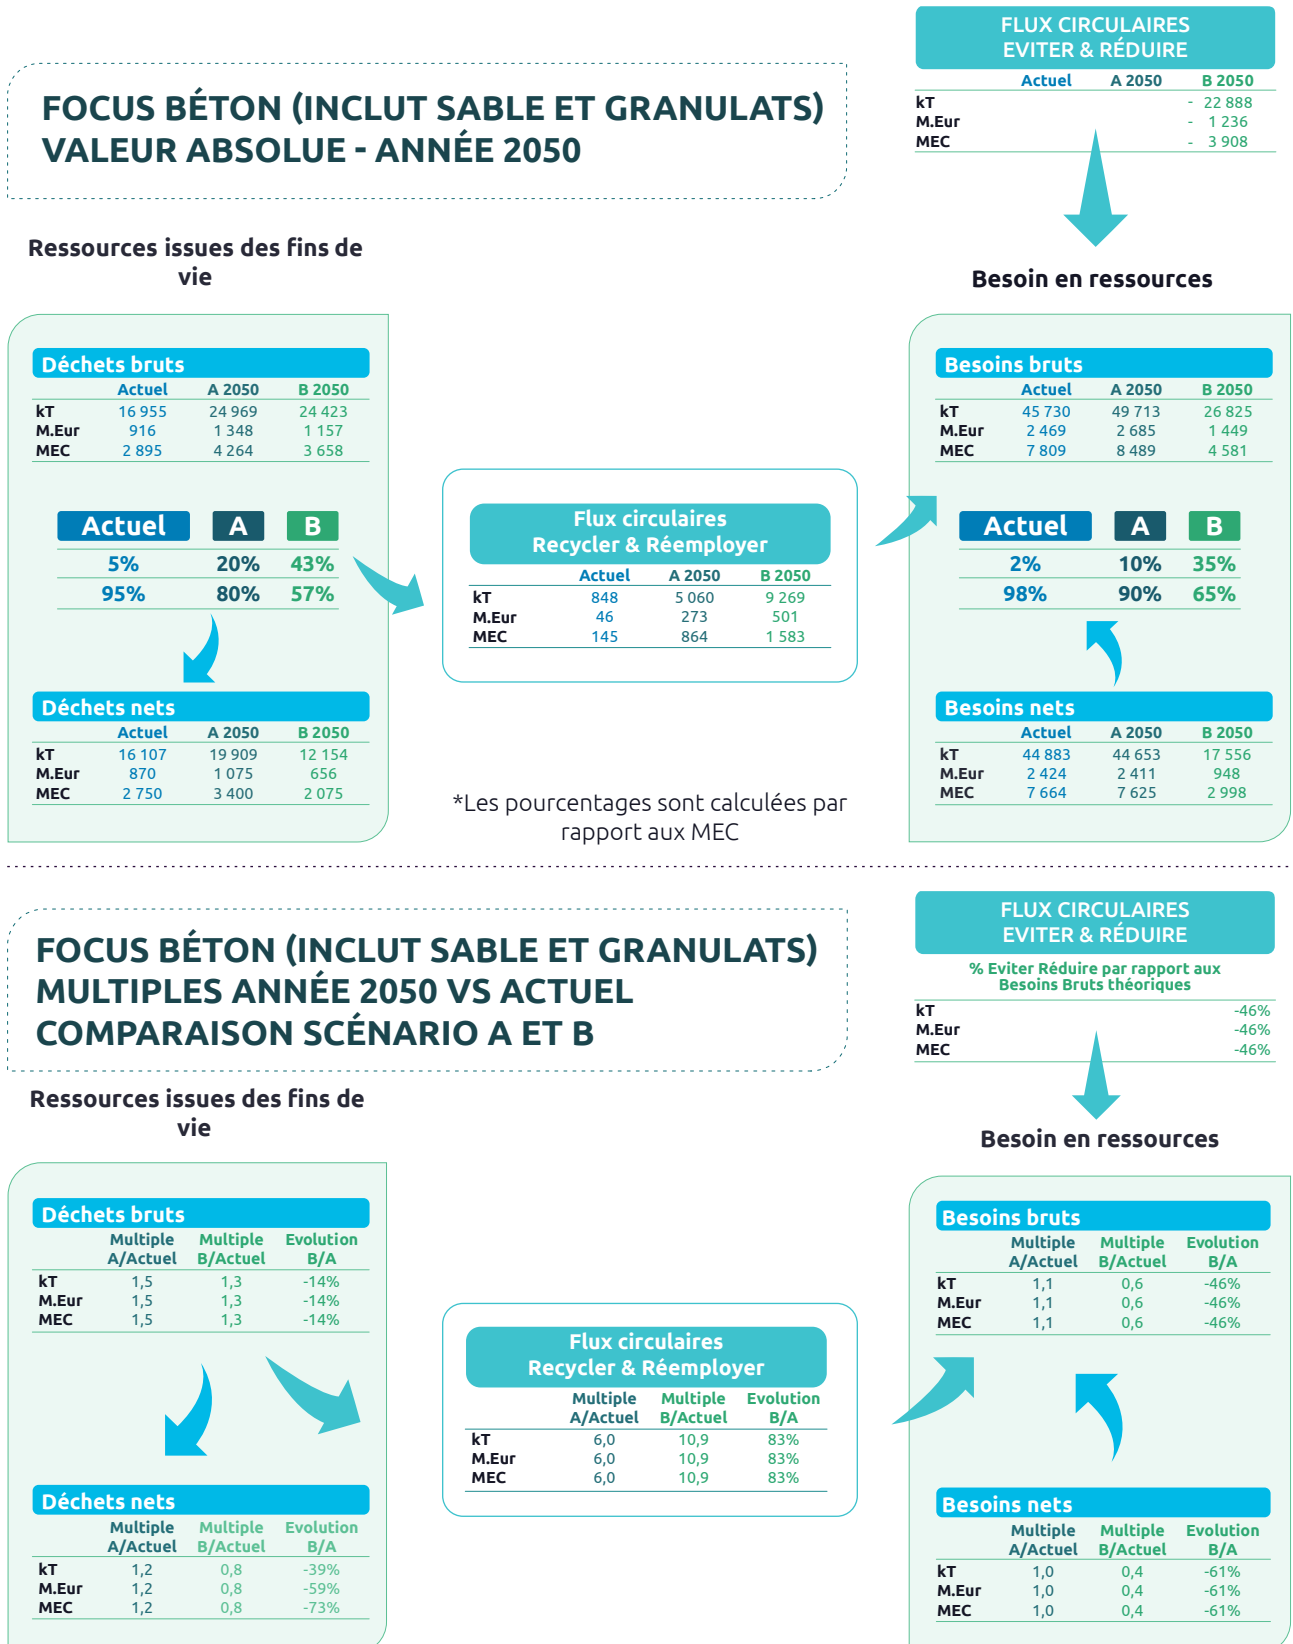 FLUX CIRCULAIRES
EVITER & RÉDUIRE
Actuel A 2050 B 2050
kT - 22 888
M.Eur - 1 236
MEC - 3 908
FOCUS BÉTON (INCLUT SABLE ET GRANULATS)
VALEUR ABSOLUE - ANNÉE 2050
Ressources issues des fins de
vie
Besoin en ressources
Déchets bruts
Actuel A 2050 B 2050
kT 16 955 24 969 24 423
M.Eur 916 1 348 1 157
MEC 2 895 4 264 3 658
Actuel A B
5% 20% 43%
95% 80% 57%
Déchets nets
Actuel A 2050 B 2050
kT 16 107 19 909 12 154
M.Eur 870 1 075 656
MEC 2 750 3 400 2 075
Flux circulaires
Recycler & Réemployer
Actuel A 2050 B 2050
kT 848 5 060 9 269
M.Eur 46 273 501
MEC 145 864 1 583
*Les pourcentages sont calculées par
rapport aux MEC
Besoins bruts
Actuel A 2050 B 2050
kT 45 730 49 713 26 825
M.Eur 2 469 2 685 1 449
MEC 7 809 8 489 4 581
Actuel A B
2% 10% 35%
98% 90% 65%
Besoins nets
Actuel A 2050 B 2050
kT 44 883 44 653 17 556
M.Eur 2 424 2 411 948
MEC 7 664 7 625 2 998
FLUX CIRCULAIRES
EVITER & RÉDUIRE
% Eviter Réduire par rapport aux
Besoins Bruts théoriques
kT -46%
M.Eur -46%
MEC -46%
FOCUS BÉTON (INCLUT SABLE ET GRANULATS)
MULTIPLES ANNÉE 2050 VS ACTUEL
COMPARAISON SCÉNARIO A ET B
Ressources issues des fins de
vie
Besoin en ressources
Déchets bruts
Multiple Multiple Evolution
A/Actuel B/Actuel B/A
kT 1,5 1,3 -14%
M.Eur 1,5 1,3 -14%
MEC 1,5 1,3 -14%
Déchets nets
Multiple Multiple Evolution
A/Actuel B/Actuel B/A
kT 1,2 0,8 -39%
M.Eur 1,2 0,8 -59%
MEC 1,2 0,8 -73%
Flux circulaires
Recycler & Réemployer
Multiple Multiple Evolution
A/Actuel B/Actuel B/A
kT 6,0 10,9 83%
M.Eur 6,0 10,9 83%
MEC 6,0 10,9 83%
Besoins bruts
Multiple Multiple Evolution
A/Actuel B/Actuel B/A
kT 1,1 0,6 -46%
M.Eur 1,1 0,6 -46%
MEC 1,1 0,6 -46%
Besoins nets
Multiple Multiple Evolution
A/Actuel B/Actuel B/A
kT 1,0 0,4 -61%
M.Eur 1,0 0,4 -61%
MEC 1,0 0,4 -61%